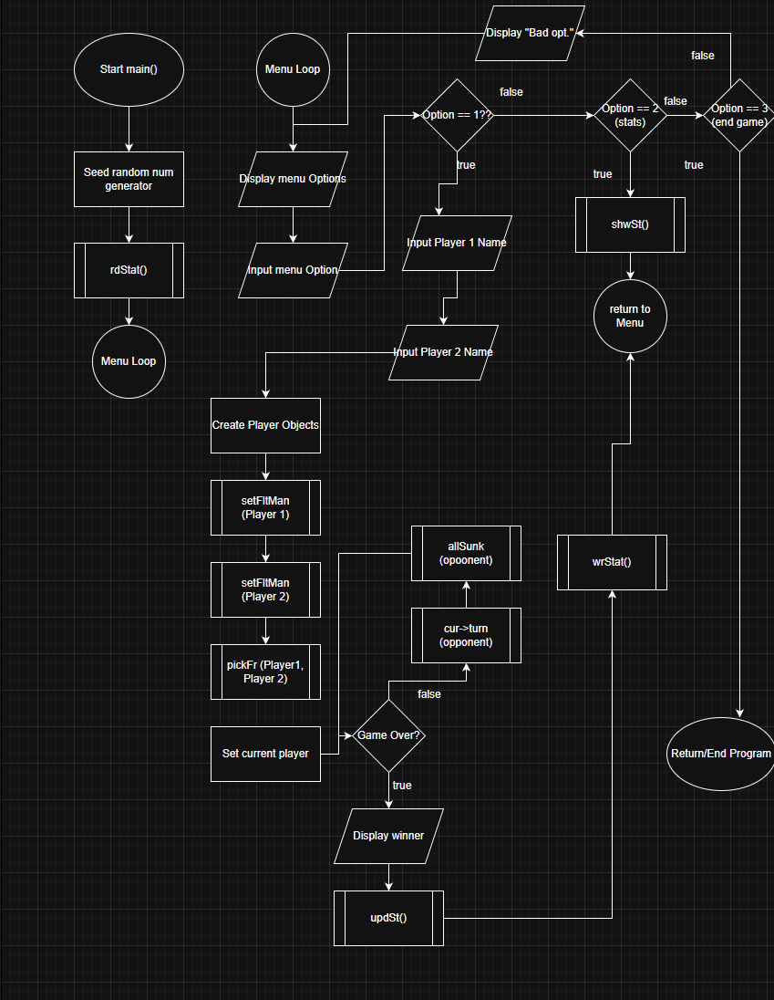 Start main()
Seed random num
generator
rdStat()
Menu Loop
Menu Loop
Display menu Options
Input menu Option
Display "Bad opt."
Option == 1??
false
true
Option == 2
(stats)
false
true
Option == 3
(end game)
false
true
Input Player 1 Name
Input Player 2 Name
shwSt()
return to
Menu
Create Player Objects
setFltMan
(Player 1)
setFltMan
(Player 2)
pickFr (Player1,
Player 2)
Set current player
Game Over?
false
cur->turn
(opponent)
allSunk
(opoonent)
true
Display winner
updSt()
wrStat()
Return/End Program